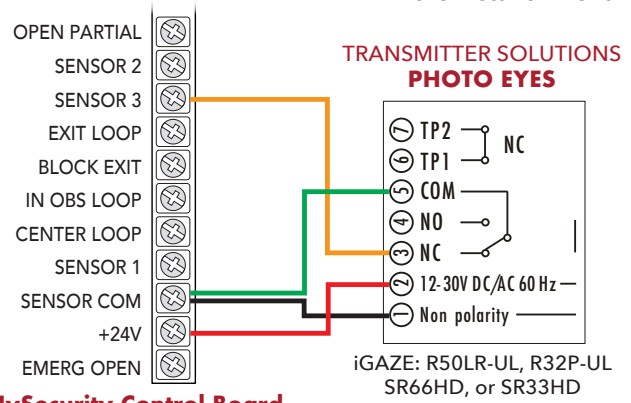 OPEN PARTIAL
SENSOR 2
SENSOR 3
EXIT LOOP
BLOCK EXIT
IN OBS LOOP
CENTER LOOP
SENSOR 1
SENSOR COM
+24V
EMERG OPEN
TRANSMITTER SOLUTIONS
PHOTO EYES
7 TP2
NC
6 TP1
5 COM
4 NO
3 NC
2 12-30V DC/AC 60 Hz
1 Non polarity
iGAZE: R50LR-UL, R32P-UL
SR66HD, or SR33HD
Control Board